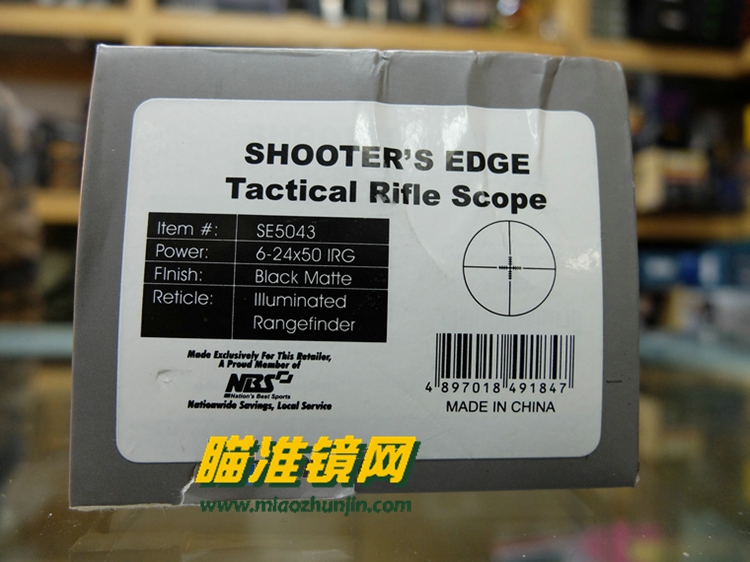 SHOOTER'S EDGE
Tactical Rifle Scope
Item #: SE5043
Power: 6-24x50 IRG
FInish: Black Matte
Reticle: Illuminated
Rangefinder
Made Exclusively For This Retailer,
A Proud Member of
NBS
Nation's Best Sports
Nationwide Savings, Local Service
4 897018 491847
MADE IN CHINA
瞄准镜网
www.miaozhunjin.com